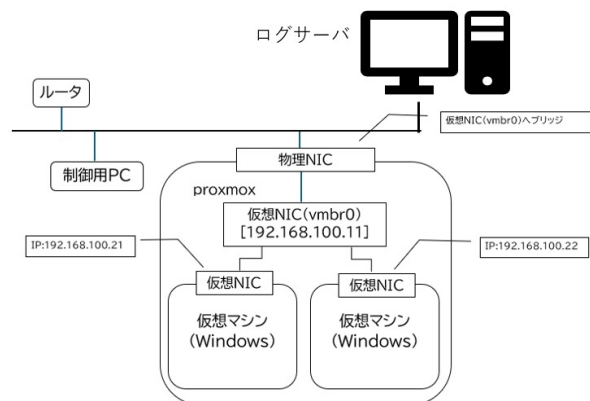 ログサーバ
ルータ
仮想NIC(vmbr0)へブリッジ
物理NIC
制御用PC
proxmox
仮想NIC(vmbr0)
[192.168.100.11]
IP:192.168.100.21
IP:192.168.100.22
仮想NIC
仮想NIC
仮想マシン
(Windows)
仮想マシン
(Windows)